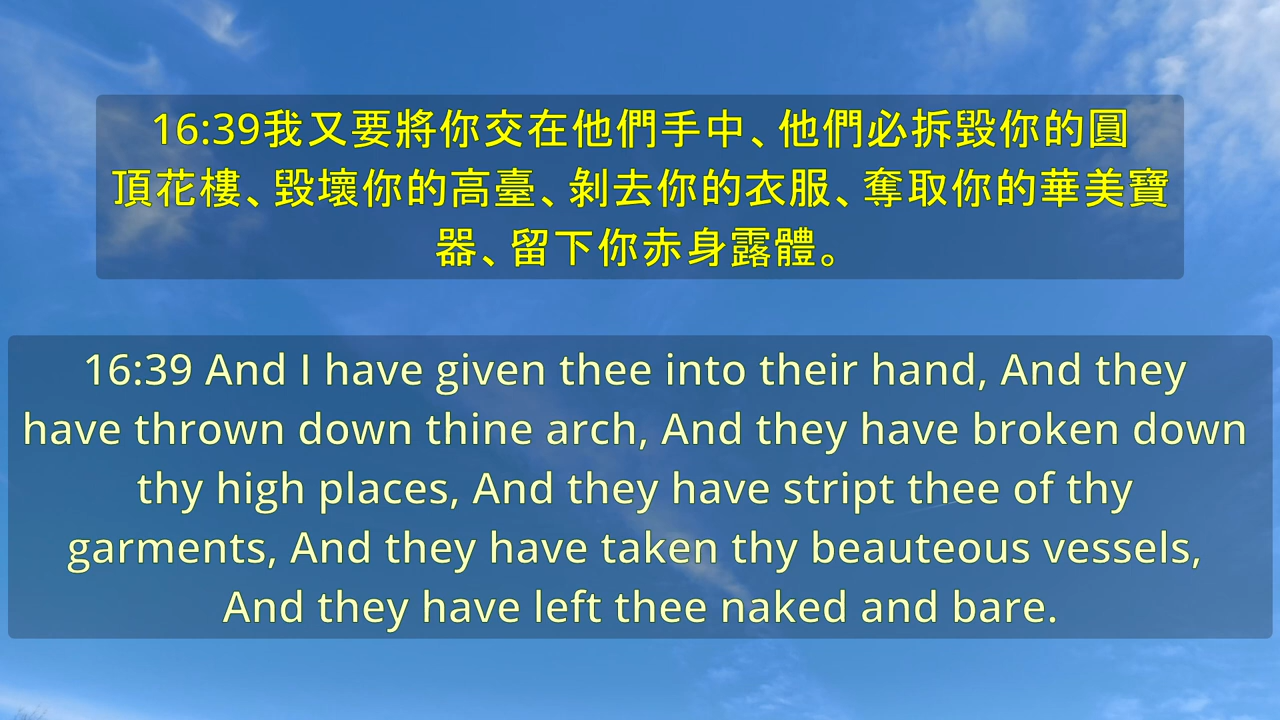 16:39我又要將你交在他們手中、他們必拆毀你的圓
頂花樓、毀壞你的高臺、剝去你的衣服、奪取你的華美寶
器、留下你赤身露體。
16:39 And I have given thee into their hand, And they
have thrown down thine arch, And they have broken down
thy high places, And they have stript thee of thy
garments, And they have taken thy beauteous vessels,
And they have left thee naked and bare.